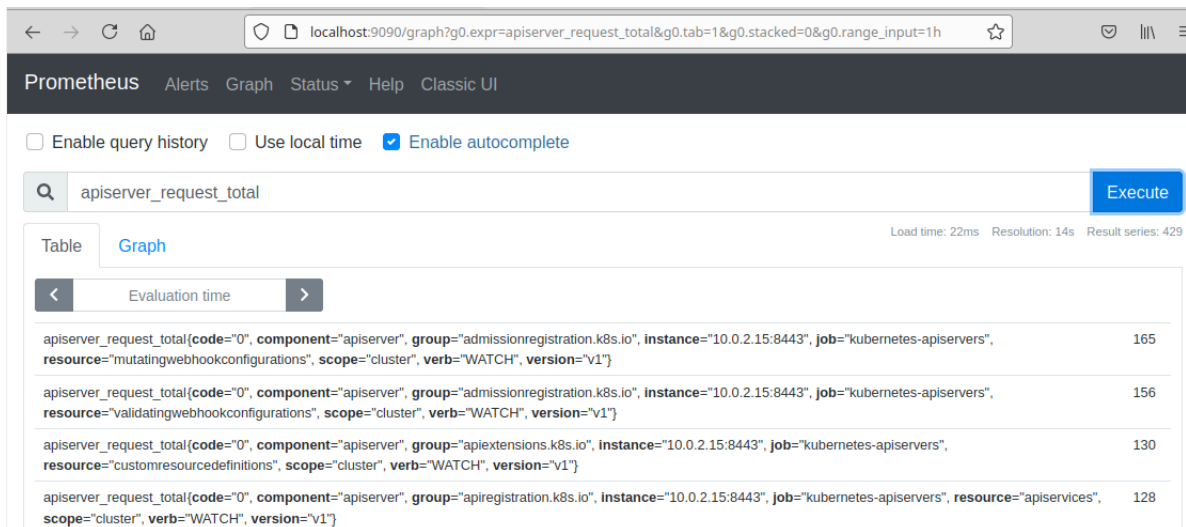 localhost:9090/graph?g0.expr=apiserver_request_total&g0.tab=1&g0.stacked=0&g0.range_input=1h
Prometheus Alerts Graph Status Help Classic UI
Enable query history Use local time Enable autocomplete
apiserver_request_total Execute
Load time: 22ms Resolution: 14s Result series: 429
Table Graph
Evaluation time
apiserver_request_total{code="0", component="apiserver", group="admissionregistration.k8s.io", instance="10.0.2.15:8443", job="kubernetes-apiservers", 165
resource="mutatingwebhookconfigurations", scope="cluster", verb="WATCH", version="v1"}
apiserver_request_total{code="0", component="apiserver", group="admissionregistration.k8s.io", instance="10.0.2.15:8443", job="kubernetes-apiservers", 156
resource="validatingwebhookconfigurations", scope="cluster", verb="WATCH", version="v1"}
apiserver_request_total{code="0", component="apiserver", group="apiextensions.k8s.io", instance="10.0.2.15:8443", job="kubernetes-apiservers", 130
resource="customresourcedefinitions", scope="cluster", verb="WATCH", version="v1"}
apiserver_request_total{code="0", component="apiserver", group="apiregistration.k8s.io", instance="10.0.2.15:8443", job="kubernetes-apiservers", resource="apiservices", 128
scope="cluster", verb="WATCH", version="v1"}